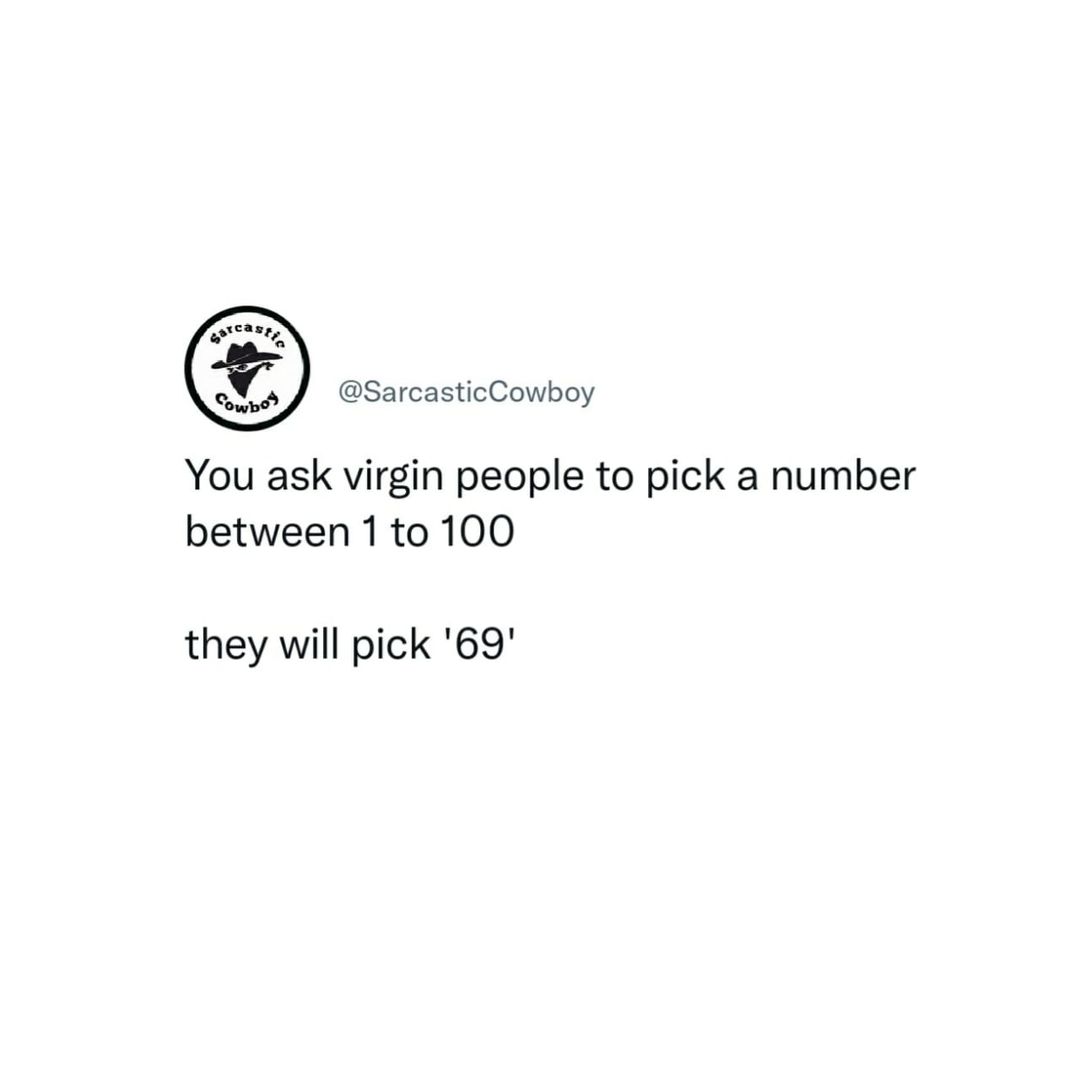 Sarcastic
Cowboy
@SarcasticCowboy
You ask virgin people to pick a number
between 1 to 100
they will pick '69'